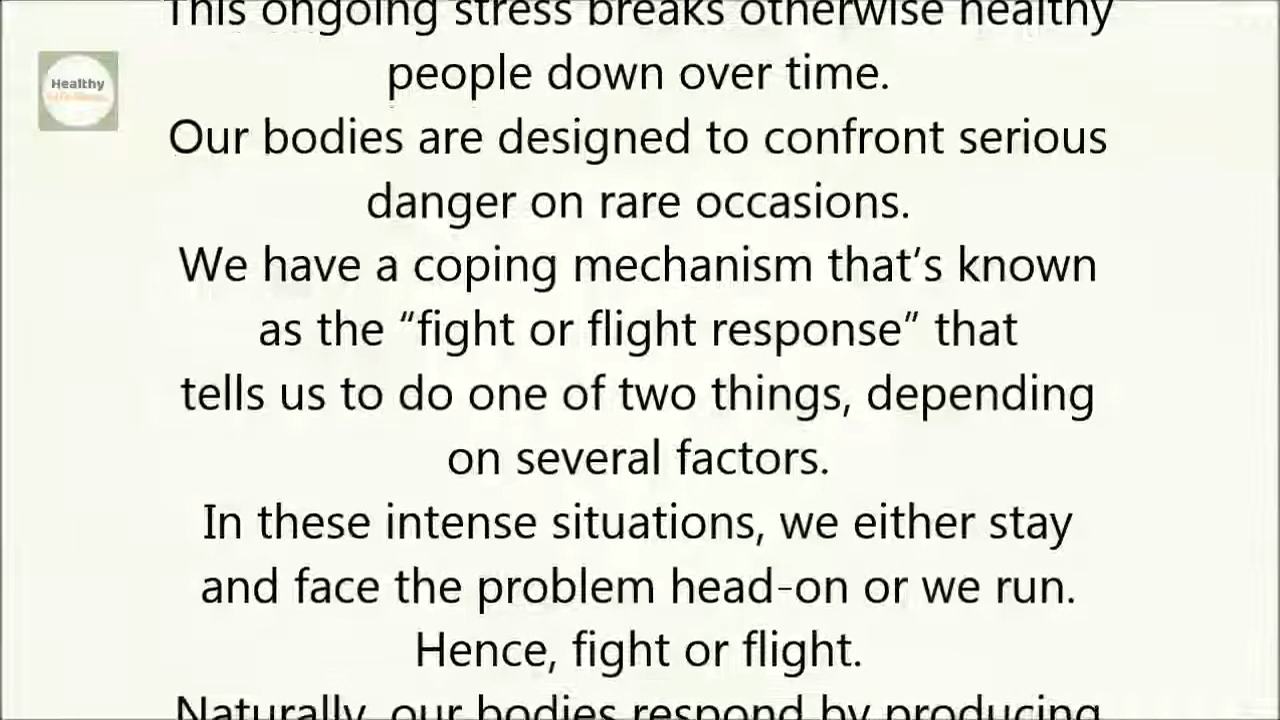 This ongoing stress breaks otherwise healthy
Healthy
people down over time.
Our bodies are designed to confront serious
danger on rare occasions.
We have a coping mechanism that’s known
as the “fight or flight response” that
tells us to do one of two things, depending
on several factors.
In these intense situations, we either stay
and face the problem head-on or we run.
Hence, fight or flight.
Naturally, our bodies respond by producing